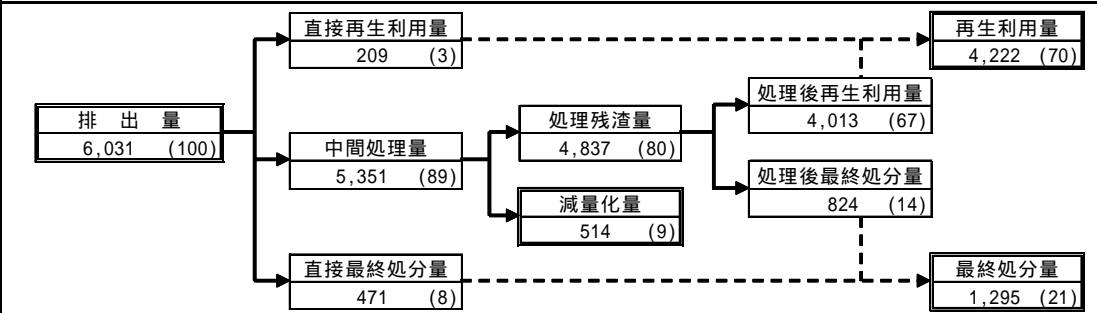 直接再生利用量
209 (3)
再生利用量
4,222 (70)
排 出 量
6,031 (100)
中間処理量
5,351 (89)
処理残渣量
4,837 (80)
処理後再生利用量
4,013 (67)
処理後最終処分量
824 (14)
減量化量
514 (9)
直接最終処分量
471 (8)
最終処分量
1,295 (21)